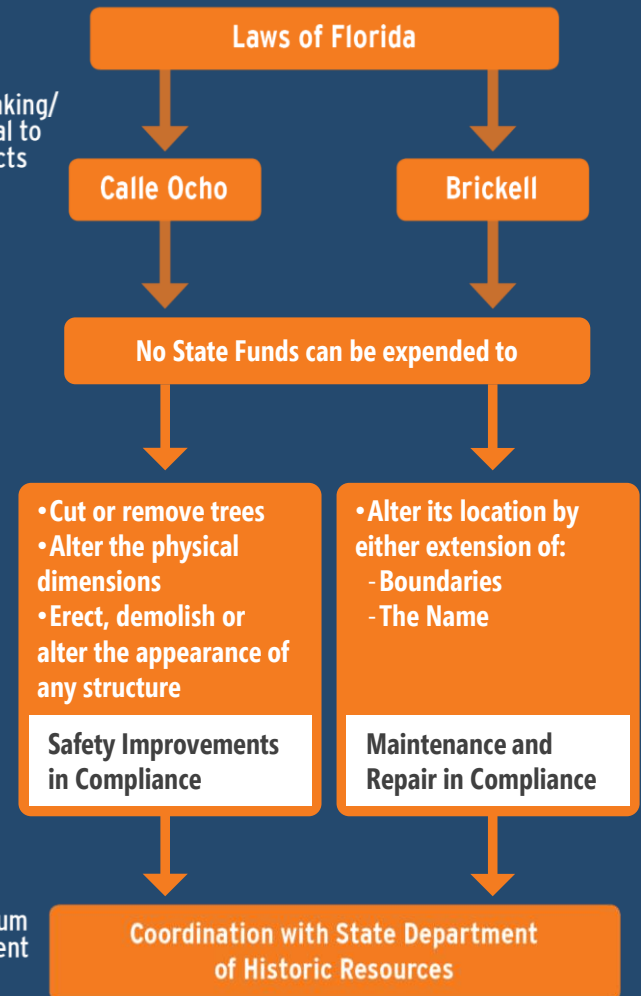 Laws of Florida
Calle Ocho
Brickell
No State Funds can be expended to
•Cut or remove trees
•Alter the physical
dimensions
•Erect, demolish or
alter the appearance of
any structure
Safety Improvements
in Compliance
•Alter its location by
either extension of:
-Boundaries
-The Name
Maintenance and
Repair in Compliance
Coordination with State Department
of Historic Resources